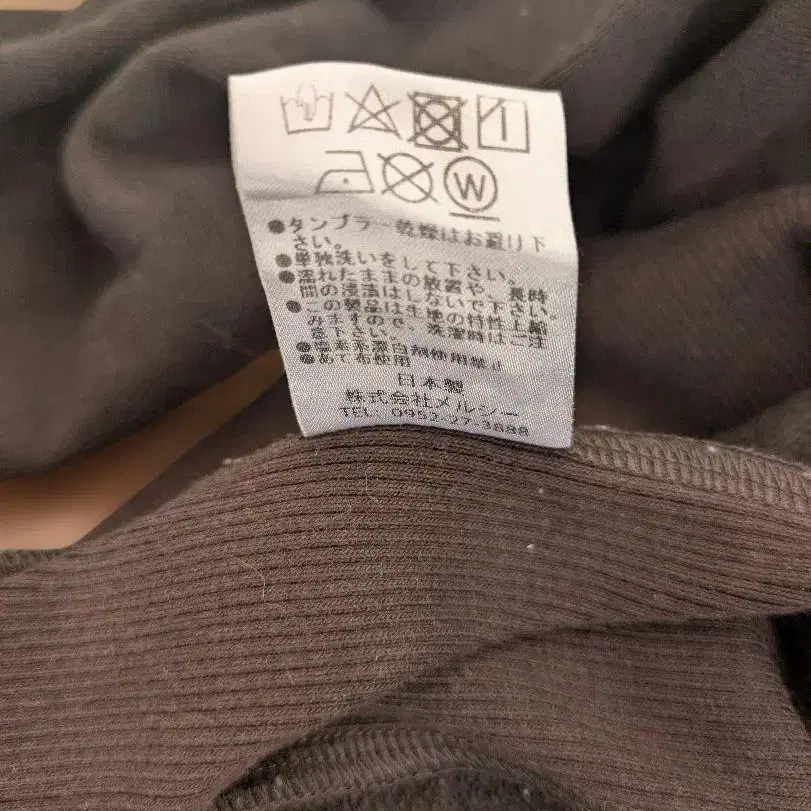 W
●タンブラー乾燥はお避け下
さい。
●単独洗いをして下さい。
●濡れたままの放置や、長時
間の浸漬はしないで下さい。
●この製品は生地の特性上縮
みますので、洗濯時はご注
意下さい。
●塩素系漂白剤使用禁止
●あて布使用
日本製
株式会社メルシー
TEL: 0952-27-3888